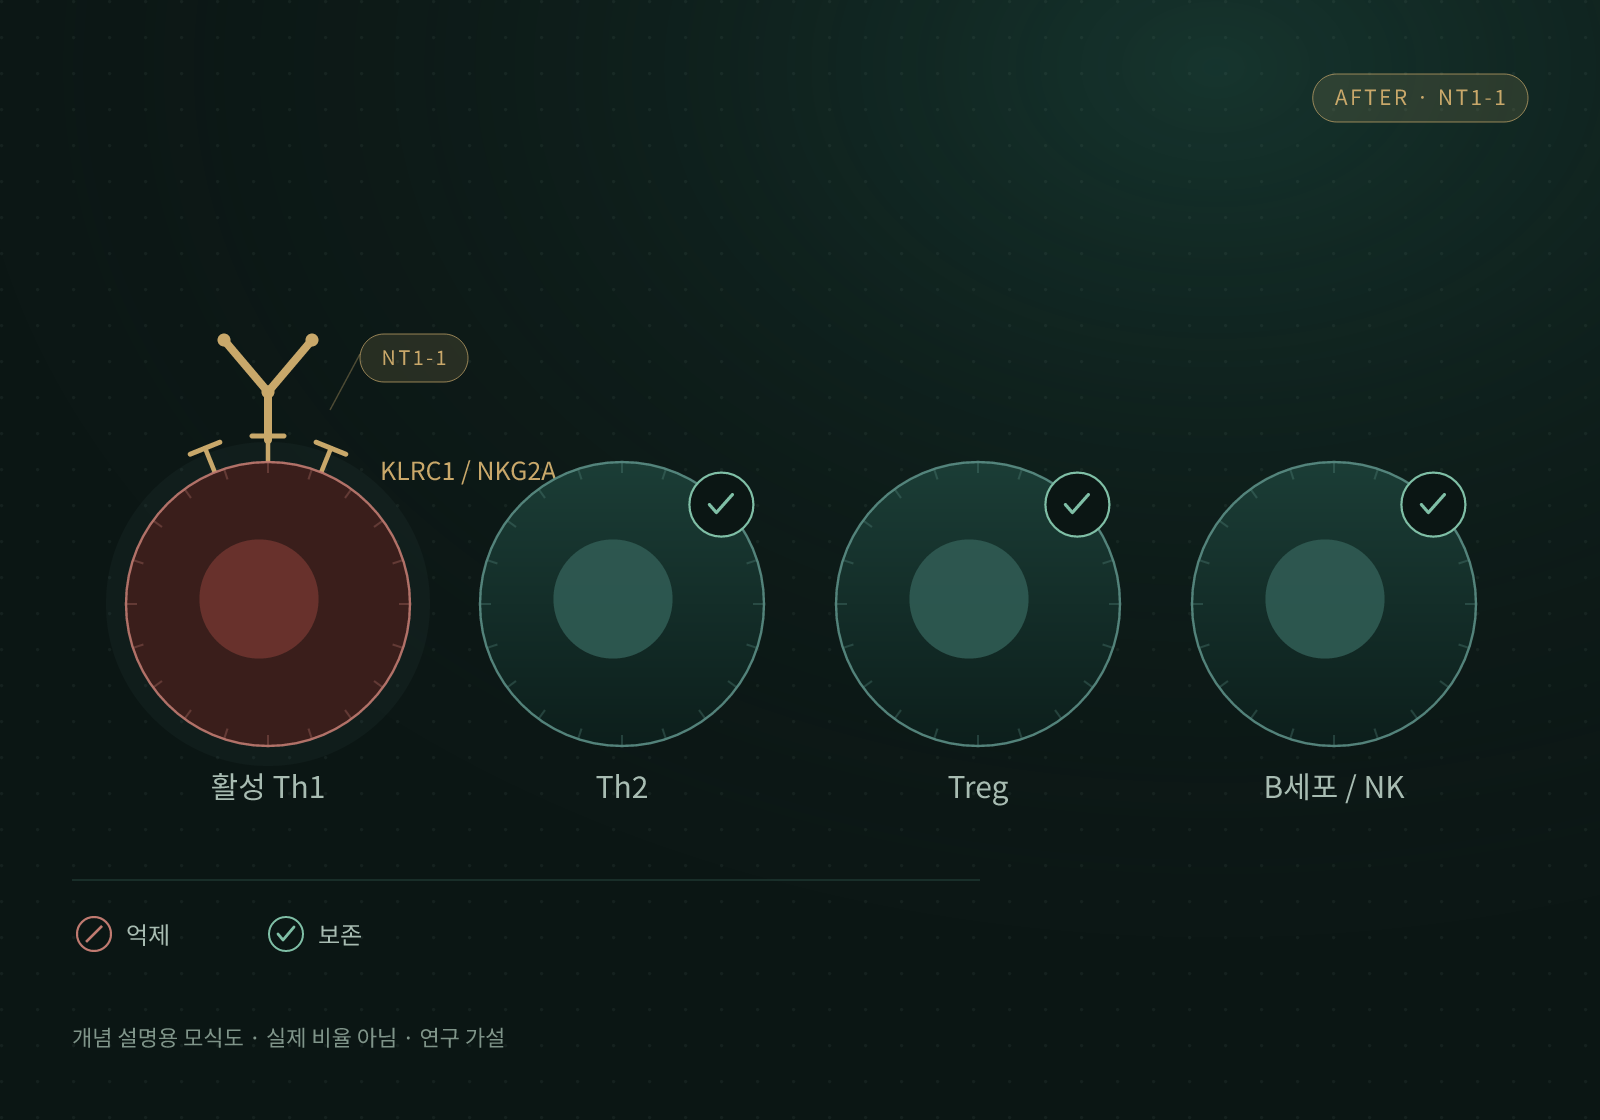 AFTER · NT1-1
NT1-1
KLRC1 / NKG2A
활성 Th1
Th2
Treg
B세포 / NK
억제
보존
개념 설명용 모식도 · 실제 비율 아님 · 연구 가설